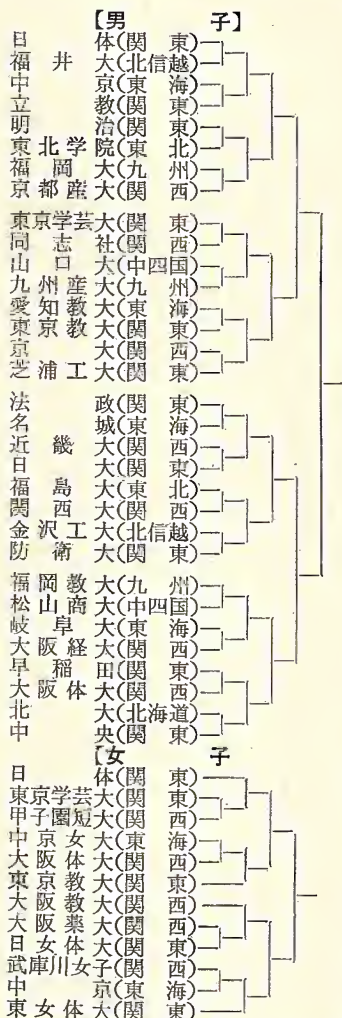 【男 子】
日 体(関 東)
福 井 大(北信越)
中 京(東 海)
立 教(関 東)
明 治(関 東)
東北学院(東 北)
福 岡 大(九 州)
京都産大(関 西)
東京学芸大(関 東)
同 志 社(関 西)
山 口 大(中四国)
九州産大(九 州)
愛知教大(東 海)
東京教大(関 東)
京 大(関 西)
芝浦工大(関 東)
法 政(関 東)
名 城(東 海)
近 畿 大(関 西)
日 大(関 東)
福 島 大(東 北)
関 西 大(関 西)
金沢工大(北信越)
防 衛 大(関 東)
福岡教大(九 州)
松山商大(中四国)
岐 阜 大(東 海)
大阪経大(関 西)
早 稲 田(関 東)
大阪体大(関 西)
北 大(北海道)
中 央(関 東)
【女 子
日 体(関 東)
東京学芸大(関 東)
甲子園短大(関 西)
中京女大(東 海)
大阪体大(関 西)
東京教大(関 東)
大阪教大(関 西)
大阪薬大(関 西)
日女体大(関 東)
武庫川女子(関 西)
中 京(東 海)
東女体大(関 東)